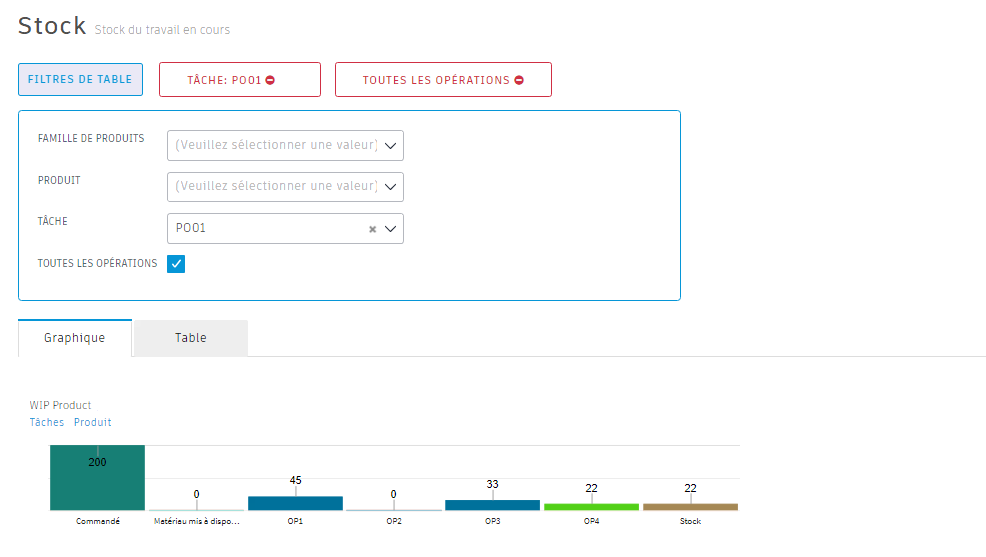 Stock Stock du travail en cours
FILTRES DE TABLE TÂCHE: PO01 TOUTES LES OPÉRATIONS
FAMILLE DE PRODUITS (Veuillez sélectionner une valeur)
PRODUIT (Veuillez sélectionner une valeur)
TÂCHE PO01
TOUTES LES OPÉRATIONS
Graphique Table
WIP Product
Tâches Produit
200 0 45 0 33 22 22
Commandé Matériau mis à dispo... OP1 OP2 OP3 OP4 Stock